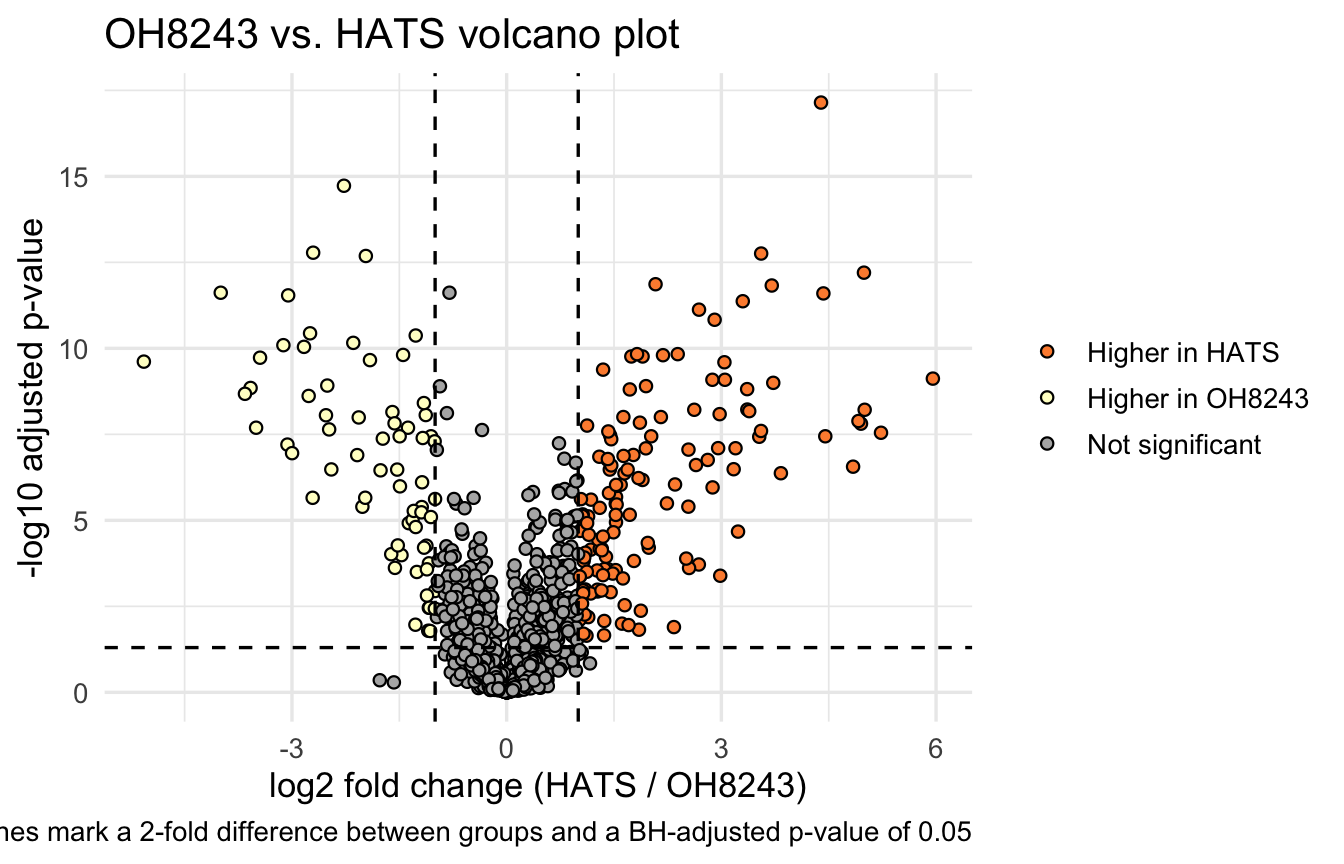 OH8243 vs. HATS volcano plot
-log10 adjusted p-value
15
10
5
0
-3
0
3
6
log2 fold change (HATS / OH8243)
Higher in HATS
Higher in OH8243
Not significant
mark a 2-fold difference between groups and a BH-adjusted p-value of 0.05